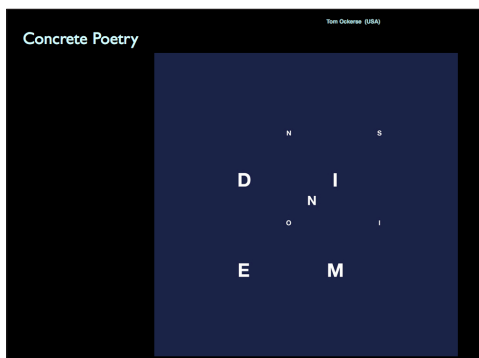 Tom Ockerse (USA)
Concrete Poetry
N S
D I
N
O I
E M